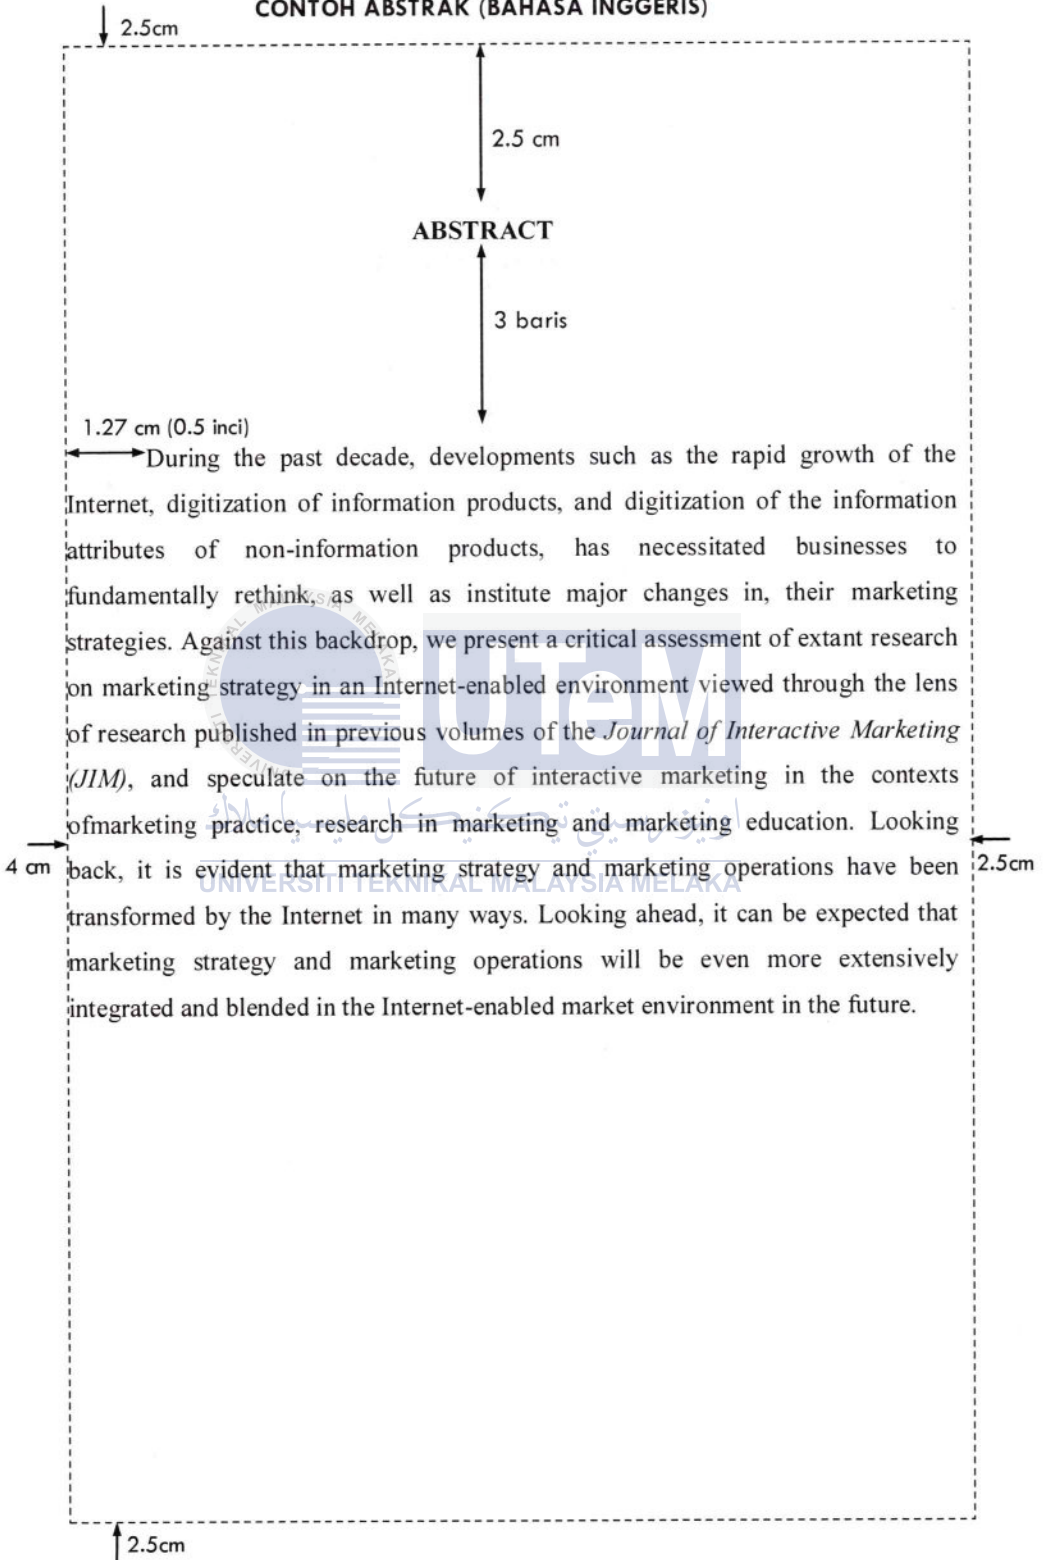 CONTOH ABSTRAK (BAHASA INGGERIS)
2.5cm
2.5 cm
ABSTRACT
3 baris
1.27 cm (0.5 inci)
During the past decade, developments such as the rapid growth of the
Internet, digitization of information products, and digitization of the information
attributes of non-information products, has necessitated businesses to
fundamentally rethink, as well as institute major changes in, their marketing
strategies. Against this backdrop, we present a critical assessment of extant research
on marketing strategy in an Internet-enabled environment viewed through the lens
of research published in previous volumes of the Journal of Interactive Marketing
(JIM), and speculate on the future of interactive marketing in the contexts
ofmarketing practice, research in marketing and marketing education. Looking
back, it is evident that marketing strategy and marketing operations have been
transformed by the Internet in many ways. Looking ahead, it can be expected that
marketing strategy and marketing operations will be even more extensively
integrated and blended in the Internet-enabled market environment in the future.
4 cm
2.5cm
2.5cm
UNIVERSITI TEKNIKAL MALAYSIA MELAKA
UTeM
اونيۏرسيتي تيكنيكل مليسيا ملاك
UNIVERSITI TEKNIKAL MALAYSIA MELAKA